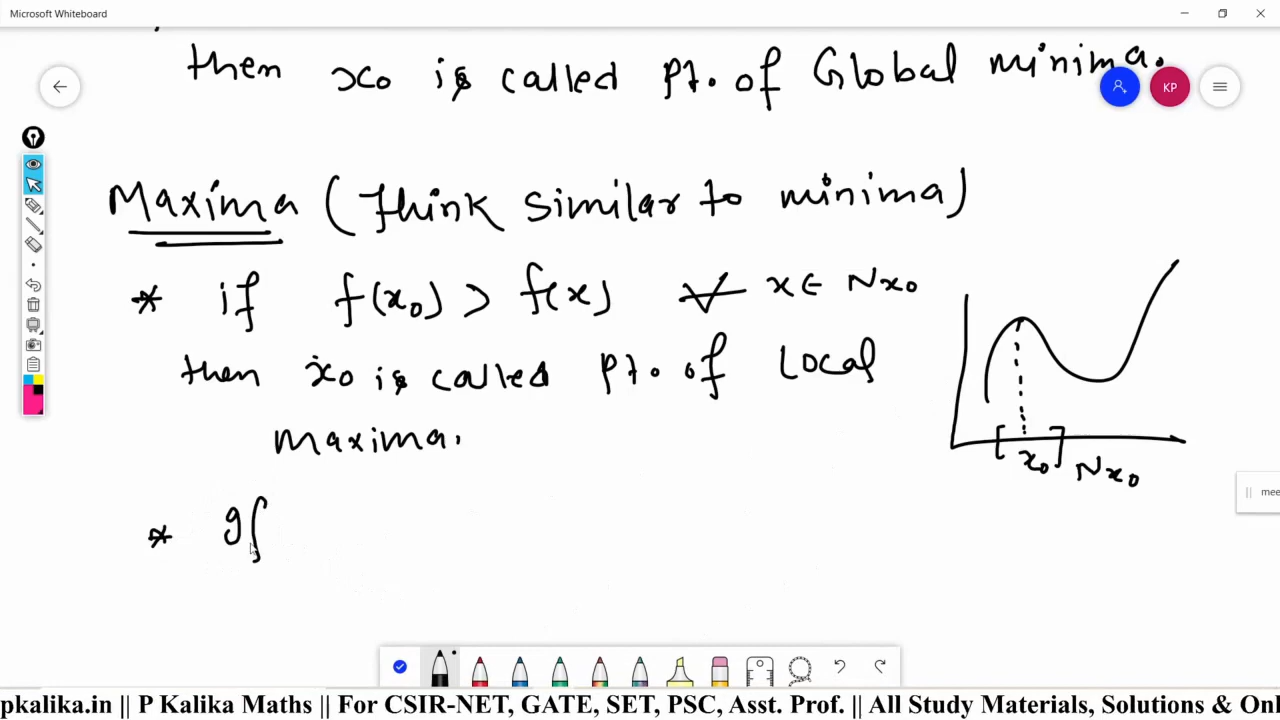 Microsoft Whiteboard
then x0 is called Pt. of Global minima.
KP
Maxima (Think similar to minima)
* if f(x0) > f(x) ∀ x ∈ Nx0
then x0 is called Pt. of Local
maxima.
[ x0 ] Nx0
mee
pkalika.in || P Kalika Maths || For CSIR-NET, GATE, SET, PSC, Asst. Prof. || All Study Materials, Solutions & Onl